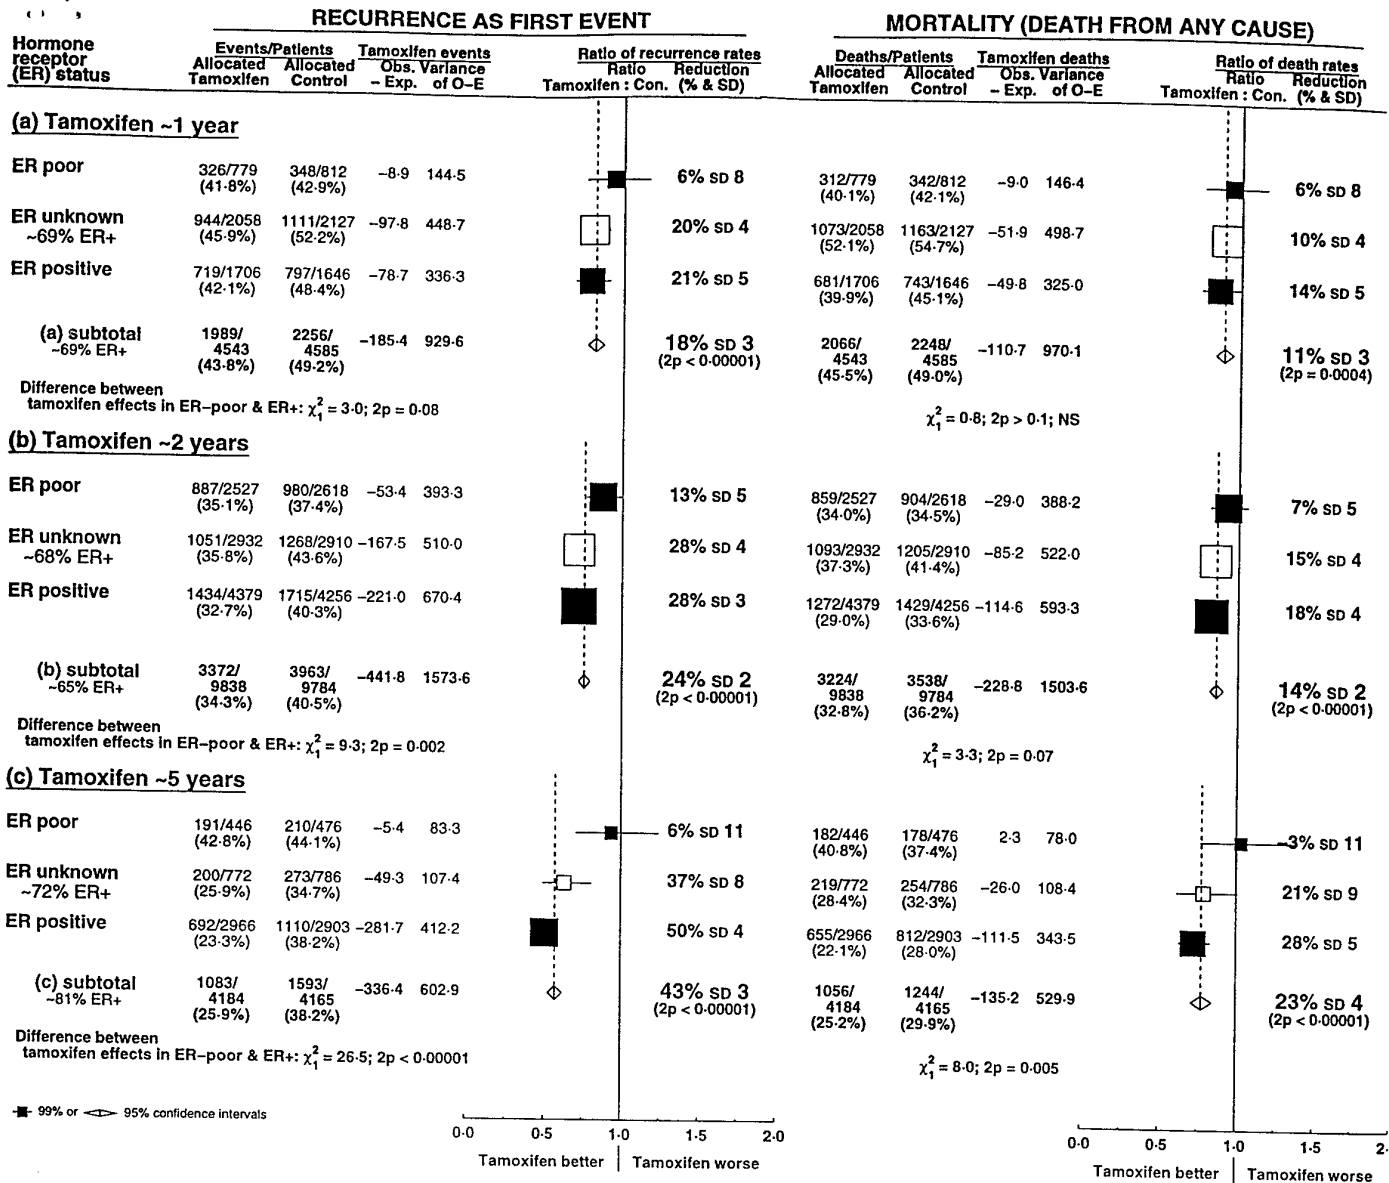 RECURRENCE AS FIRST EVENT
MORTALITY (DEATH FROM ANY CAUSE)
Hormone receptor (ER) status
Events/Patients Tamoxifen events Ratio of recurrence rates
Allocated Tamoxifen Allocated Control Obs. – Exp. Variance of O–E Ratio Tamoxifen : Con. Reduction (% & SD)
Deaths/Patients Tamoxifen deaths Ratio of death rates
Allocated Tamoxifen Allocated Control Obs. – Exp. Variance of O–E Ratio Tamoxifen : Con. Reduction (% & SD)
(a) Tamoxifen ~1 year
ER poor 326/779 348/812 –8·9 144·5 6% SD 8 312/779 342/812 –9·0 146·4 6% SD 8
(41·8%) (42·9%) (40·1%) (42·1%)
ER unknown 944/2058 1111/2127 –97·8 448·7 20% SD 4 1073/2058 1163/2127 –51·9 498·7 10% SD 4
~69% ER+ (45·9%) (52·2%) (52·1%) (54·7%)
ER positive 719/1706 797/1646 –78·7 336·3 21% SD 5 681/1706 743/1646 –49·8 325·0 14% SD 5
(42·1%) (48·4%) (39·9%) (45·1%)
(a) subtotal 1989/ 2256/ –185·4 929·6 18% SD 3 2066/ 2248/ –110·7 970·1 11% SD 3
~69% ER+ 4543 4585 (2p < 0·00001) 4543 4585 (2p = 0·0004)
(43·8%) (49·2%) (45·5%) (49·0%)
Difference between
tamoxifen effects in ER–poor & ER+: χ²₁ = 3·0; 2p = 0·08 χ²₁ = 0·8; 2p > 0·1; NS
(b) Tamoxifen ~2 years
ER poor 887/2527 980/2618 –53·4 393·3 13% SD 5 859/2527 904/2618 –29·0 388·2 7% SD 5
(35·1%) (37·4%) (34·0%) (34·5%)
ER unknown 1051/2932 1268/2910 –167·5 510·0 28% SD 4 1093/2932 1205/2910 –85·2 522·0 15% SD 4
~68% ER+ (35·8%) (43·6%) (37·3%) (41·4%)
ER positive 1434/4379 1715/4256 –221·0 670·4 28% SD 3 1272/4379 1429/4256 –114·6 593·3 18% SD 4
(32·7%) (40·3%) (29·0%) (33·6%)
(b) subtotal 3372/ 3963/ –441·8 1573·6 24% SD 2 3224/ 3538/ –228·8 1503·6 14% SD 2
~65% ER+ 9838 9784 (2p < 0·00001) 9838 9784 (2p < 0·00001)
(34·3%) (40·5%) (32·8%) (36·2%)
Difference between
tamoxifen effects in ER–poor & ER+: χ²₁ = 9·3; 2p = 0·002 χ²₁ = 3·3; 2p = 0·07
(c) Tamoxifen ~5 years
ER poor 191/446 210/476 –5·4 83·3 6% SD 11 182/446 178/476 2·3 78·0 –3% SD 11
(42·8%) (44·1%) (40·8%) (37·4%)
ER unknown 200/772 273/786 –49·3 107·4 37% SD 8 219/772 254/786 –26·0 108·4 21% SD 9
~72% ER+ (25·9%) (34·7%) (28·4%) (32·3%)
ER positive 692/2966 1110/2903 –281·7 412·2 50% SD 4 655/2966 812/2903 –111·5 343·5 28% SD 5
(23·3%) (38·2%) (22·1%) (28·0%)
(c) subtotal 1083/ 1593/ –336·4 602·9 43% SD 3 1056/ 1244/ –135·2 529·9 23% SD 4
~81% ER+ 4184 4165 (2p < 0·00001) 4184 4165 (2p < 0·00001)
(25·9%) (38·2%) (25·2%) (29·9%)
Difference between
tamoxifen effects in ER–poor & ER+: χ²₁ = 26·5; 2p < 0·00001 χ²₁ = 8·0; 2p = 0·005
99% or 95% confidence intervals
0·0 0·5 1·0 1·5 2·0 0·0 0·5 1·0 1·5 2·
Tamoxifen better Tamoxifen worse Tamoxifen better Tamoxifen worse